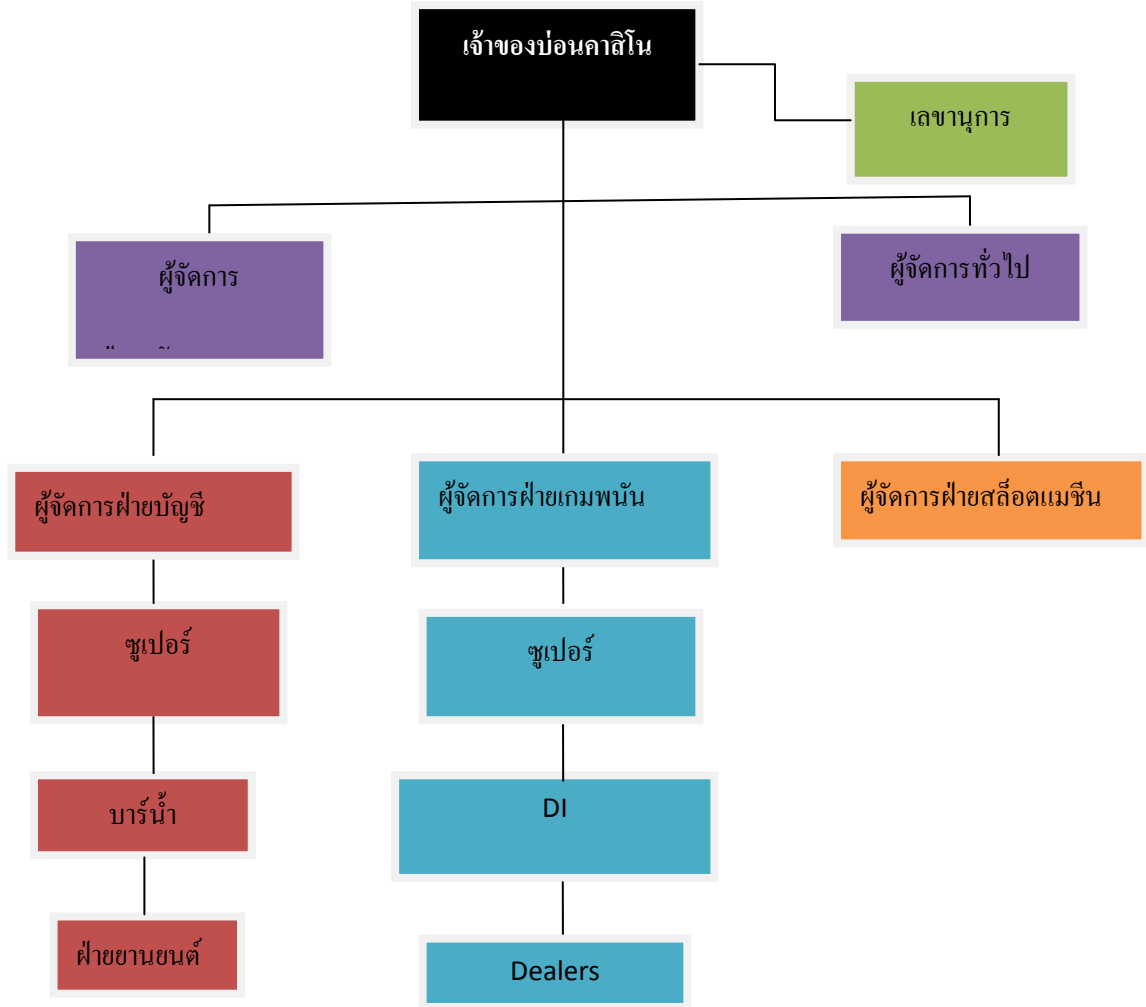 เจ้าของบ่อนคาสิโน
เลขานุการ
ผู้จัดการ
ผู้จัดการทั่วไป
ผู้จัดการฝ่ายบัญชี
ผู้จัดการฝ่ายเกมพนัน
ผู้จัดการฝ่ายสล็อตแมชีน
ซูเปอร์
ซูเปอร์
บาร์น้ำ
DI
ฝ่ายยานยนต์
Dealers